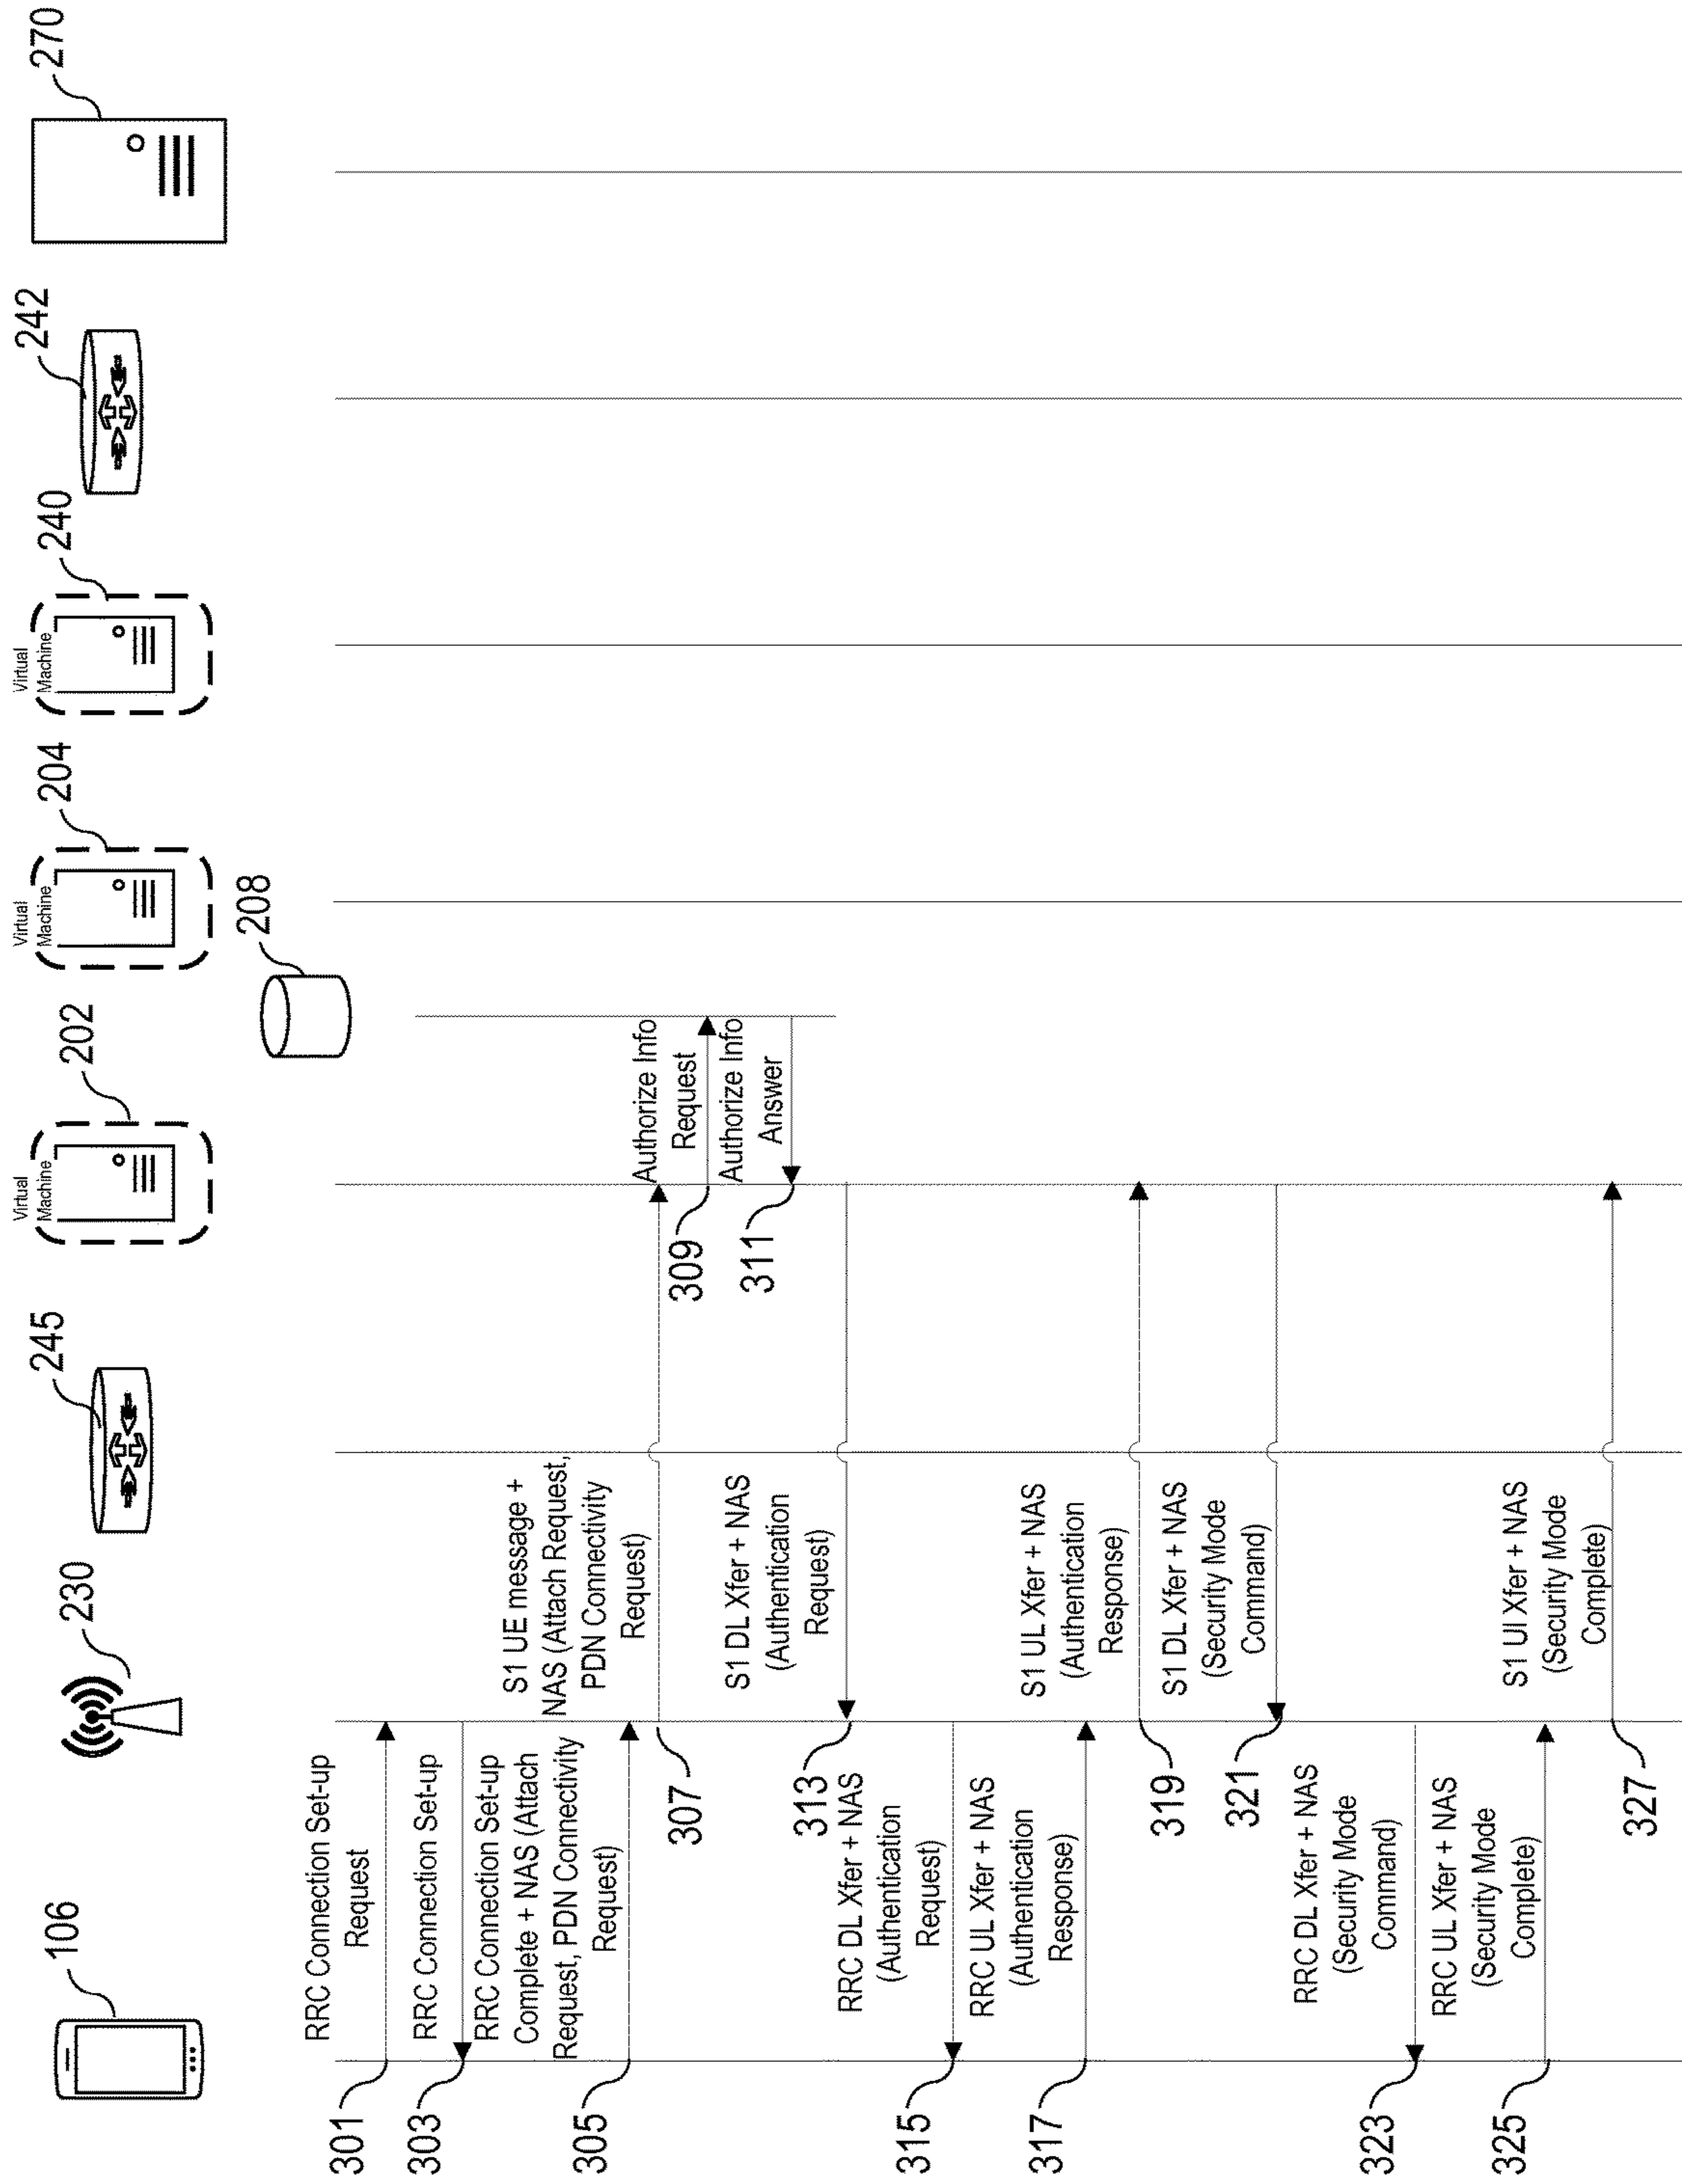 106
230
245
Virtual
Machine
202
208
Virtual
Machine
204
Virtual
Machine
240
242
270
301
RRC Connection Set-up
Request
303
RRC Connection Set-up
305
RRC Connection Set-up
Complete + NAS (Attach
Request, PDN Connectivity
Request)
307
S1 UE message +
NAS (Attach Request,
PDN Connectivity
Request)
309
Authorize Info
Request
311
Authorize Info
Answer
313
S1 DL Xfer + NAS
(Authentication
Request)
315
RRC DL Xfer + NAS
(Authentication
Request)
317
RRC UL Xfer + NAS
(Authentication
Response)
319
S1 UL Xfer + NAS
(Authentication
Response)
321
S1 DL Xfer + NAS
(Security Mode
Command)
323
RRC DL Xfer + NAS
(Security Mode
Command)
325
RRC UL Xfer + NAS
(Security Mode
Complete)
327
S1 Ul Xfer + NAS
(Security Mode
Complete)